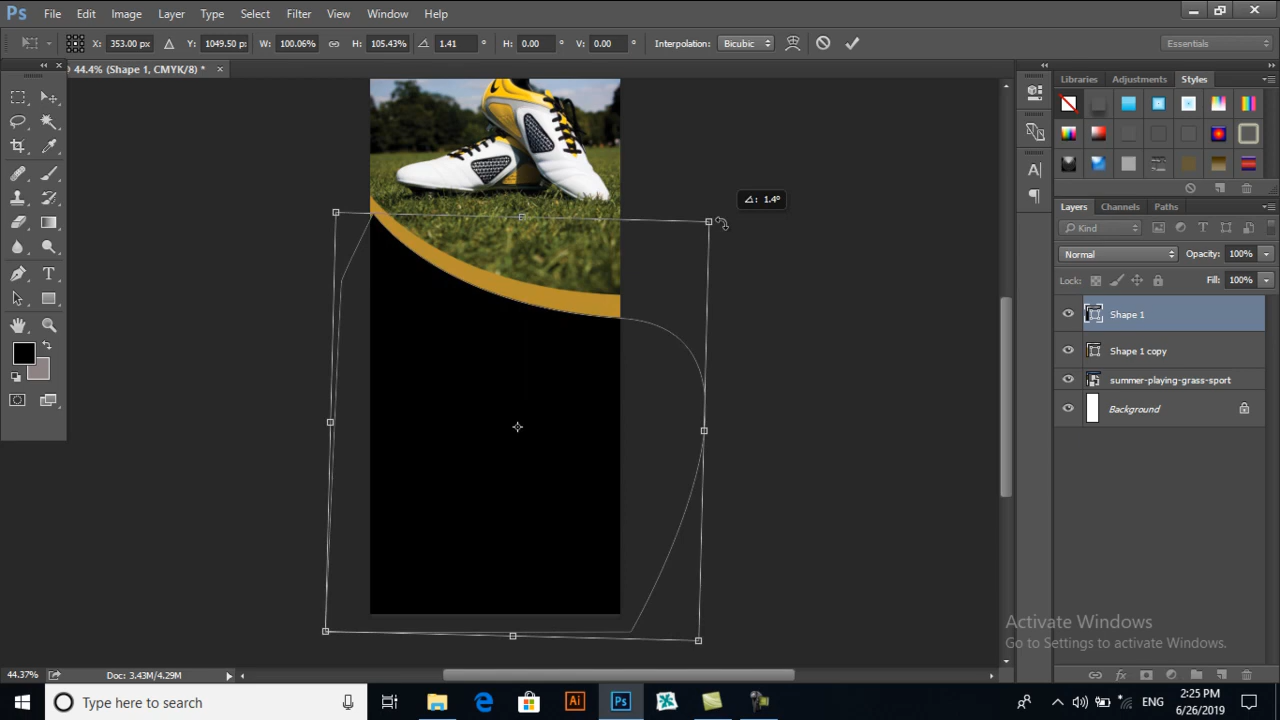 Ps File Edit Image Layer Type Select Filter View Window Help
X: 353.00 px Y: 1049.50 p: W: 100.06% H: 105.43% 1.41 ° H: 0.00 ° V: 0.00 ° Interpolation: Bicubic Essentials
44.4% (Shape 1, CMYK/8) * ×
Libraries Adjustments Styles
1.4°
Layers Channels Paths
Kind
Normal Opacity: 100%
Lock: Fill: 100%
Shape 1
Shape 1 copy
summer-playing-grass-sport
Background
Activate Windows
Go to Settings to activate Windows.
44.37% Doc: 3.43M/4.29M
Type here to search
Ai Ps ENG 2:25 PM
6/26/2019